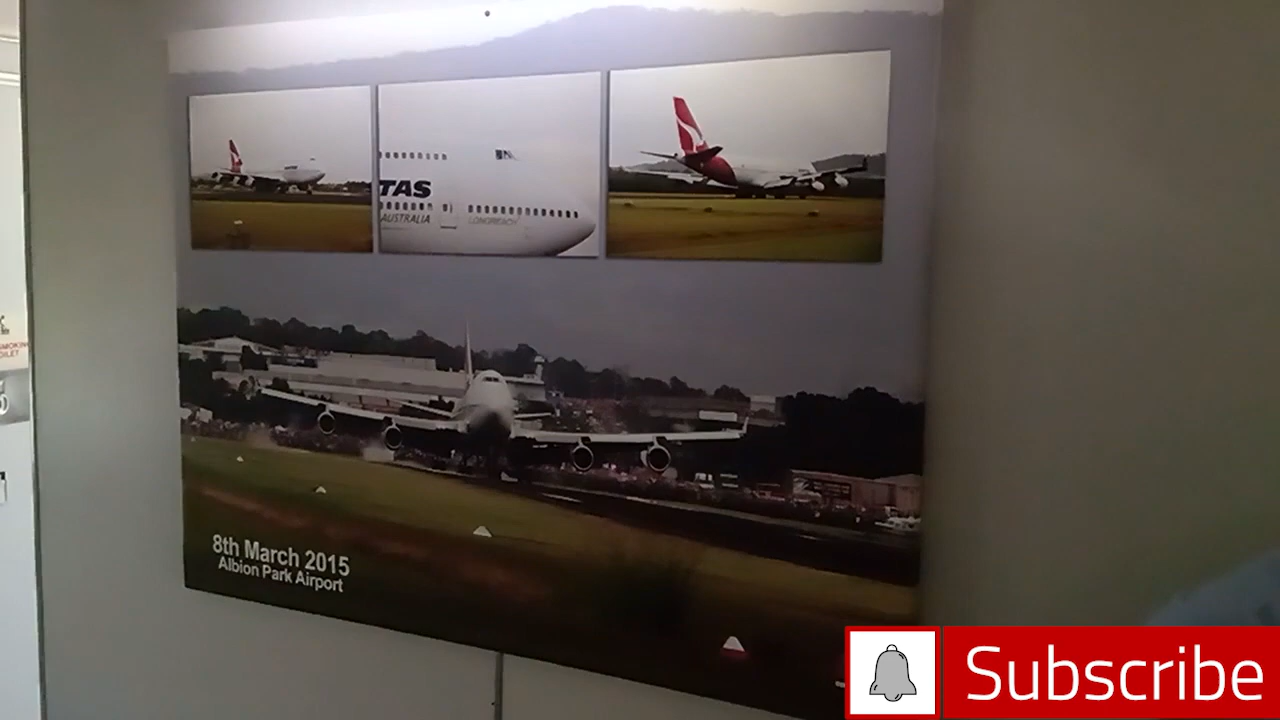 TAS
AUSTRALIA
LONGREACH
8th March 2015
Albion Park Airport
Subscribe